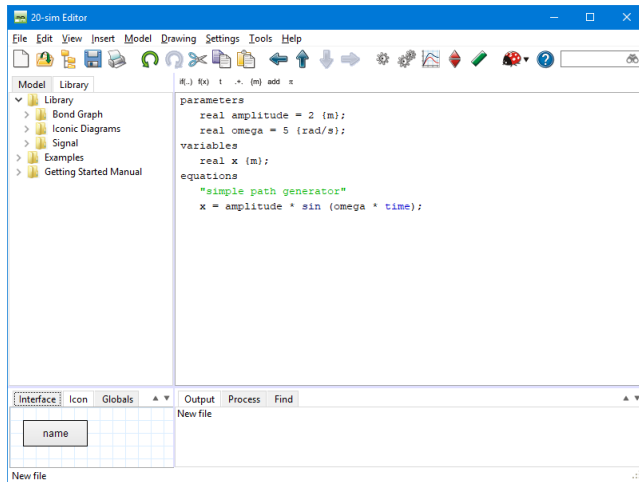 20-sim Editor
File Edit View Insert Model Drawing Settings Tools Help
Model Library
if(..) f(x) t .+. {m} add π
Library
Bond Graph
Iconic Diagrams
Signal
Examples
Getting Started Manual
parameters
real amplitude = 2 {m};
real omega = 5 {rad/s};
variables
real x {m};
equations
"simple path generator"
x = amplitude * sin (omega * time);
Interface Icon Globals
name
Output Process Find
New file
New file